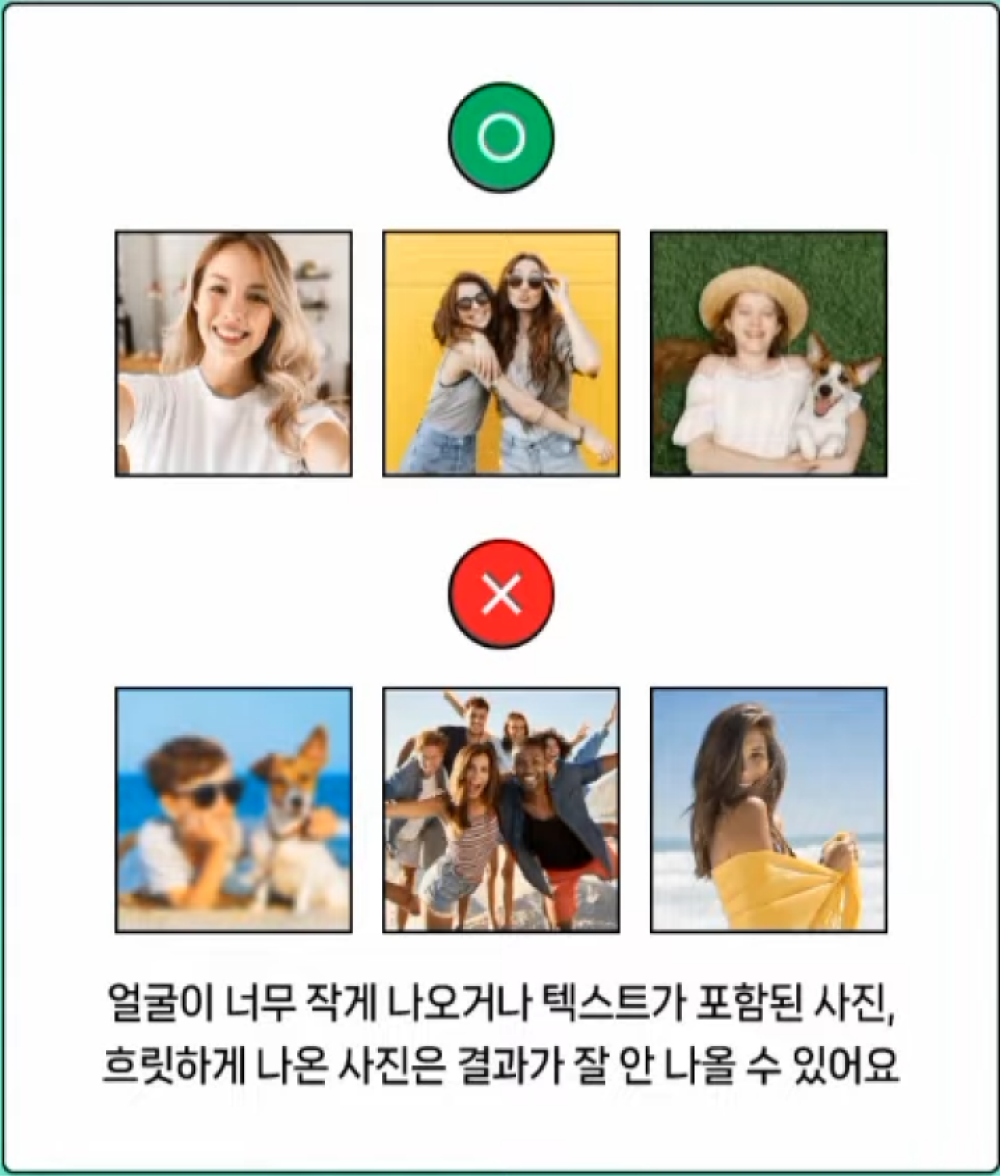 얼굴이 너무 작게 나오거나 텍스트가 포함된 사진,
흐릿하게 나온 사진은 결과가 잘 안 나올 수 있어요